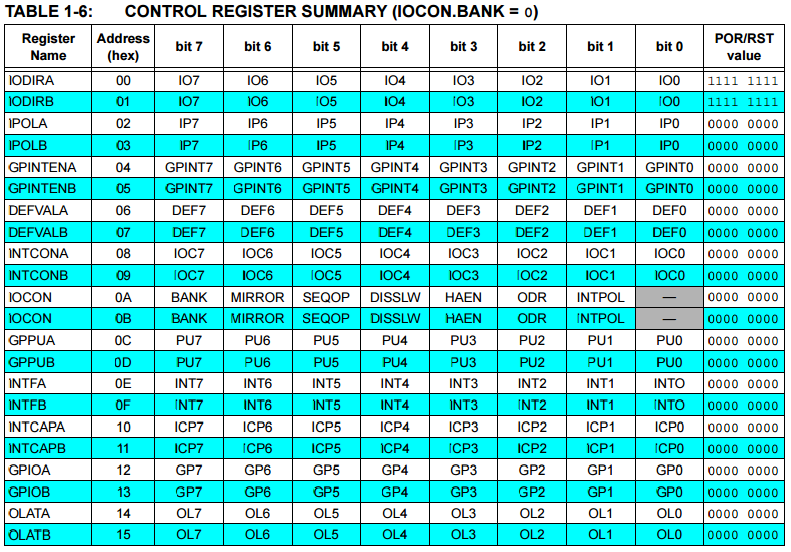 TABLE 1-6: CONTROL REGISTER SUMMARY (IOCON.BANK = 0)
Register Name Address (hex) bit 7 bit 6 bit 5 bit 4 bit 3 bit 2 bit 1 bit 0 POR/RST value
IODIRA 00 IO7 IO6 IO5 IO4 IO3 IO2 IO1 IO0 1111 1111
IODIRB 01 IO7 IO6 IO5 IO4 IO3 IO2 IO1 IO0 1111 1111
IPOLA 02 IP7 IP6 IP5 IP4 IP3 IP2 IP1 IP0 0000 0000
IPOLB 03 IP7 IP6 IP5 IP4 IP3 IP2 IP1 IP0 0000 0000
GPINTENA 04 GPINT7 GPINT6 GPINT5 GPINT4 GPINT3 GPINT2 GPINT1 GPINT0 0000 0000
GPINTENB 05 GPINT7 GPINT6 GPINT5 GPINT4 GPINT3 GPINT2 GPINT1 GPINT0 0000 0000
DEFVALA 06 DEF7 DEF6 DEF5 DEF4 DEF3 DEF2 DEF1 DEF0 0000 0000
DEFVALB 07 DEF7 DEF6 DEF5 DEF4 DEF3 DEF2 DEF1 DEF0 0000 0000
INTCONA 08 IOC7 IOC6 IOC5 IOC4 IOC3 IOC2 IOC1 IOC0 0000 0000
INTCONB 09 IOC7 IOC6 IOC5 IOC4 IOC3 IOC2 IOC1 IOC0 0000 0000
IOCON 0A BANK MIRROR SEQOP DISSLW HAEN ODR INTPOL — 0000 0000
IOCON 0B BANK MIRROR SEQOP DISSLW HAEN ODR INTPOL — 0000 0000
GPPUA 0C PU7 PU6 PU5 PU4 PU3 PU2 PU1 PU0 0000 0000
GPPUB 0D PU7 PU6 PU5 PU4 PU3 PU2 PU1 PU0 0000 0000
INTFA 0E INT7 INT6 INT5 INT4 INT3 INT2 INT1 INTO 0000 0000
INTFB 0F INT7 INT6 INT5 INT4 INT3 INT2 INT1 INTO 0000 0000
INTCAPA 10 ICP7 ICP6 ICP5 ICP4 ICP3 ICP2 ICP1 ICP0 0000 0000
INTCAPB 11 ICP7 ICP6 ICP5 ICP4 ICP3 ICP2 ICP1 ICP0 0000 0000
GPIOA 12 GP7 GP6 GP5 GP4 GP3 GP2 GP1 GP0 0000 0000
GPIOB 13 GP7 GP6 GP5 GP4 GP3 GP2 GP1 GP0 0000 0000
OLATA 14 OL7 OL6 OL5 OL4 OL3 OL2 OL1 OL0 0000 0000
OLATB 15 OL7 OL6 OL5 OL4 OL3 OL2 OL1 OL0 0000 0000